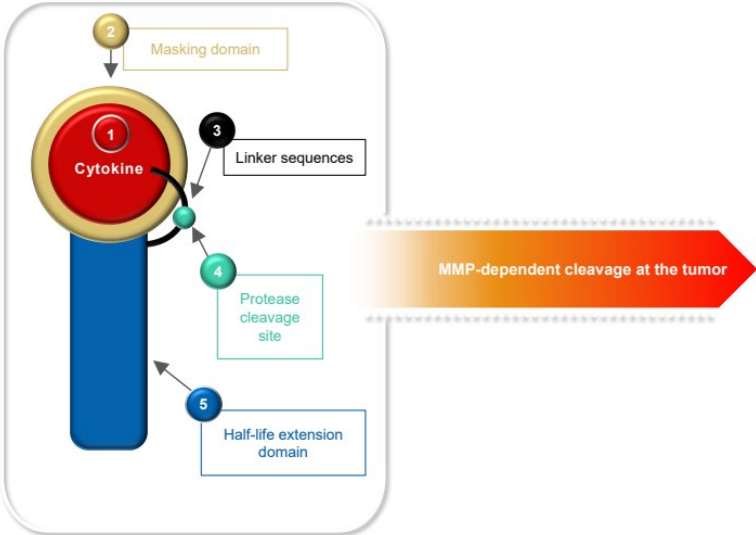 2
Masking domain
1
Cytokine
3
Linker sequences
4
Protease
cleavage
site
5
Half-life extension
domain
MMP-dependent cleavage at the tumor